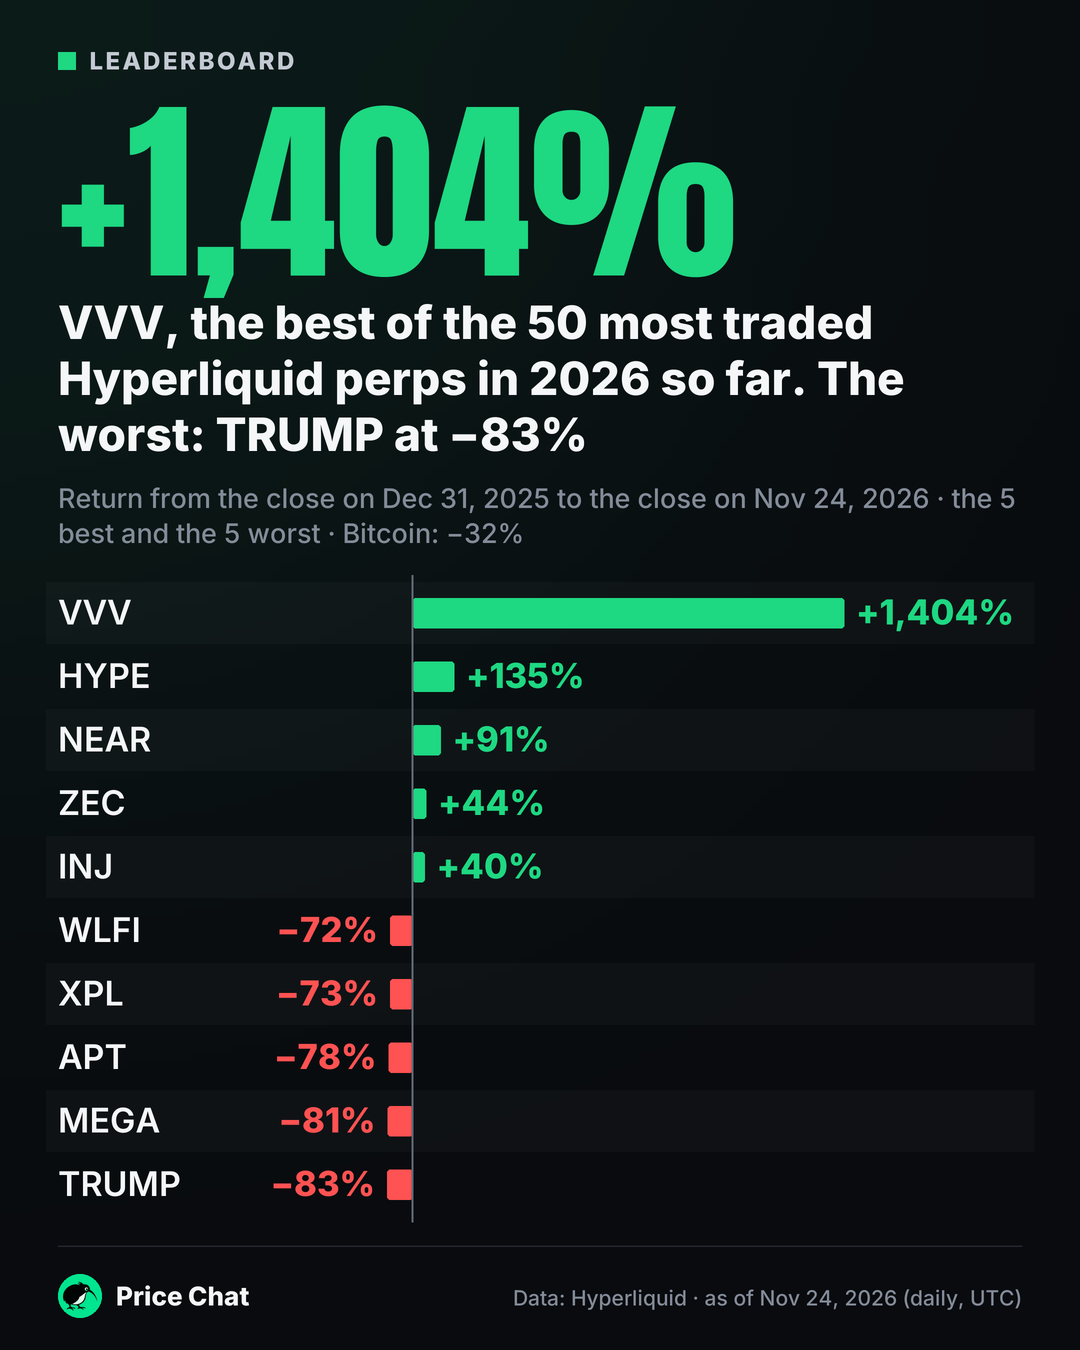 LEADERBOARD
+1,404%
VVV, the best of the 50 most traded
Hyperliquid perps in 2026 so far. The
worst: TRUMP at −83%
Return from the close on Dec 31, 2025 to the close on Nov 24, 2026 · the 5
best and the 5 worst · Bitcoin: −32%
VVV +1,404%
HYPE +135%
NEAR +91%
ZEC +44%
INJ +40%
WLFI −72%
XPL −73%
APT −78%
MEGA −81%
TRUMP −83%
Price Chat
Data: Hyperliquid · as of Nov 24, 2026 (daily, UTC)